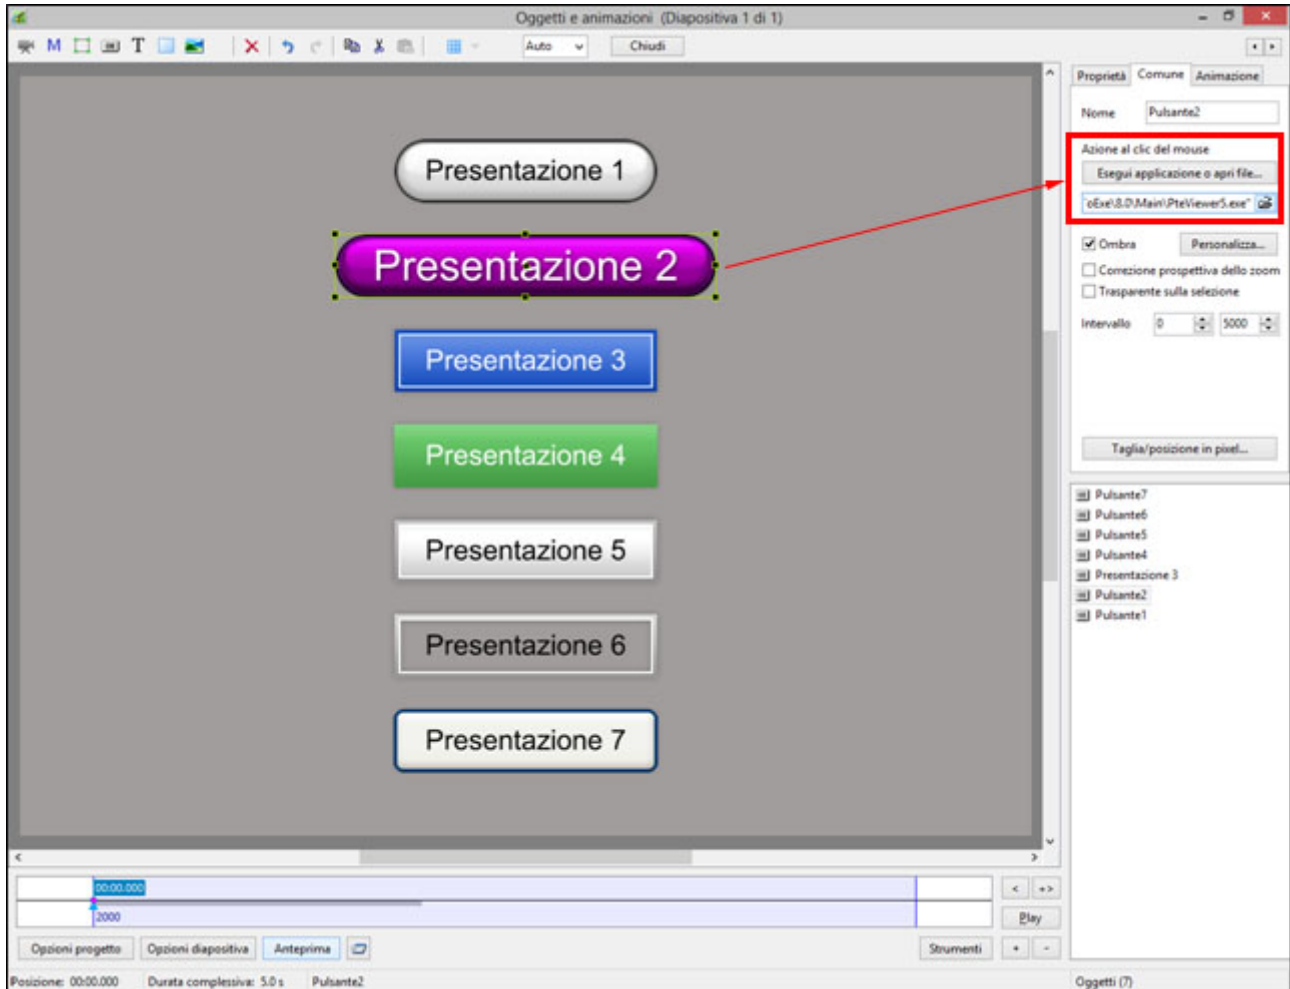 Oggetti e animazioni (Diapositiva 1 di 1)
M T Auto Chiudi
Proprietà Comune Animazione
Nome Pulsante2
Azione al clic del mouse
Esegui applicazione o apri file...
oExe\8.0\Main\PteViewer5.exe"
Ombra Personalizza...
Correzione prospettiva dello zoom
Trasparente sulla selezione
Intervallo 0 5000
Taglia/posizione in pixel...
Presentazione 1
Presentazione 2
Presentazione 3
Presentazione 4
Presentazione 5
Presentazione 6
Presentazione 7
Pulsante7
Pulsante6
Pulsante5
Pulsante4
Presentazione 3
Pulsante2
Pulsante1
00:00.000
2000
Play
Opzioni progetto Opzioni diapositiva Anteprima Strumenti + -
Posizione: 00:00.000 Durata complessiva: 5.0 s Pulsante2 Oggetti (7)